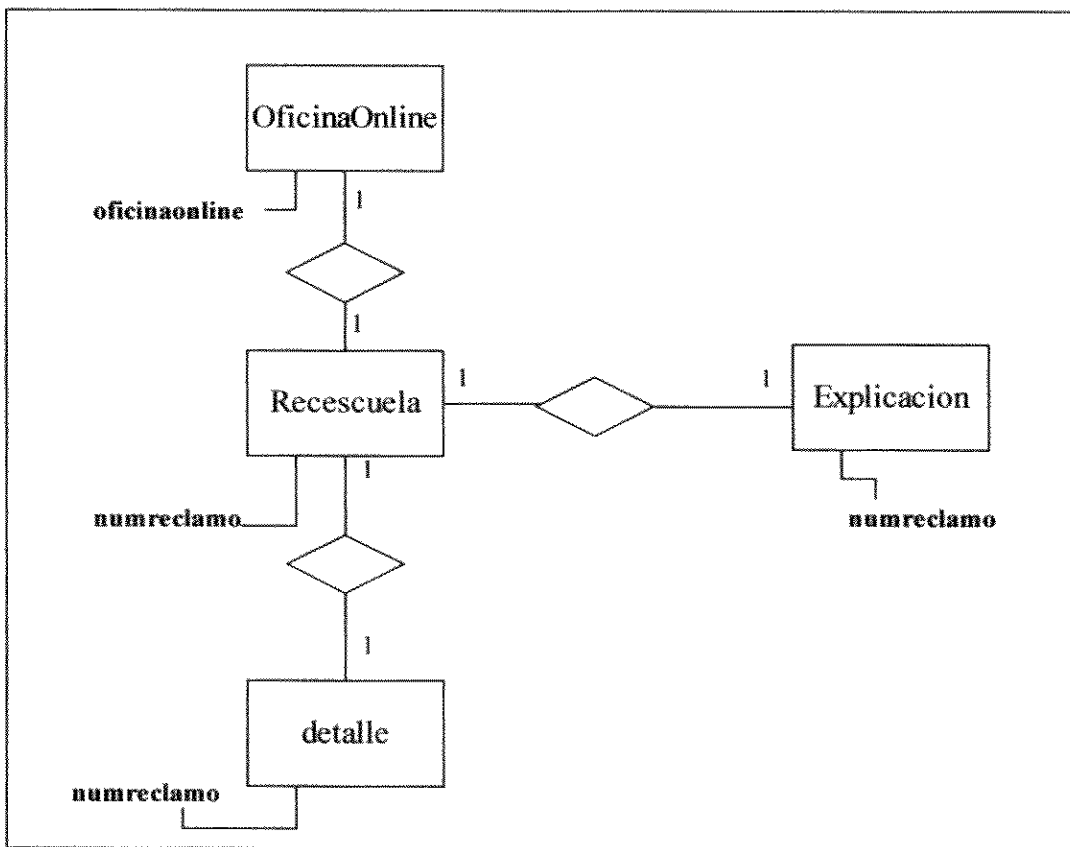 OficinaOnline
1
oficinaonline
1
Recescuela
1
1
Explicacion
1
numreclamo
numreclamo
1
detalle
numreclamo